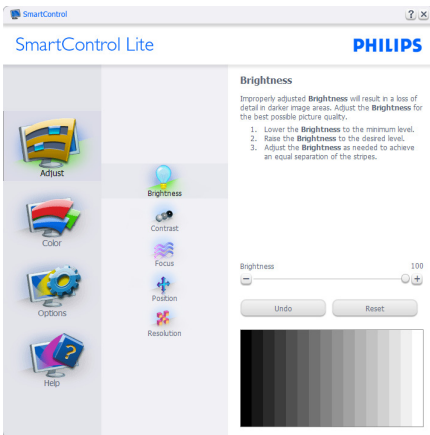 SmartControl
? ×
SmartControl Lite
PHILIPS
Adjust
Color
Options
Help
Brightness
Contrast
Focus
Position
Resolution
Brightness
Improperly adjusted Brightness will result in a loss of
detail in darker image areas. Adjust the Brightness for
the best possible picture quality.
1. Lower the Brightness to the minimum level.
2. Raise the Brightness to the desired level.
3. Adjust the Brightness as needed to achieve
an equal separation of the stripes.
Brightness 100
Undo Reset